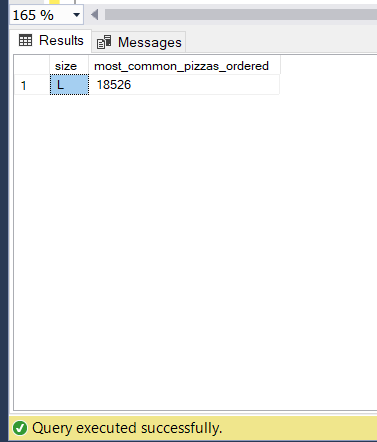 165 %
Results Messages
size most_common_pizzas_ordered
1 L 18526
Query executed successfully.